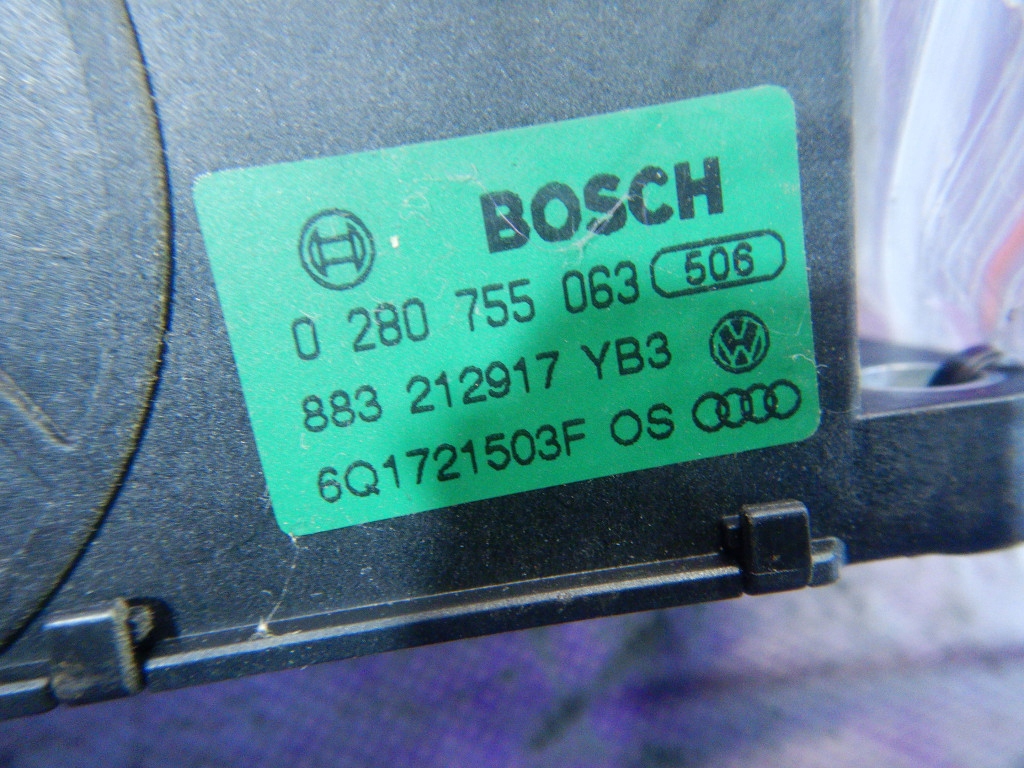 BOSCH
0 280 755 063 506
883 212917 YB3
6Q1721503F OS